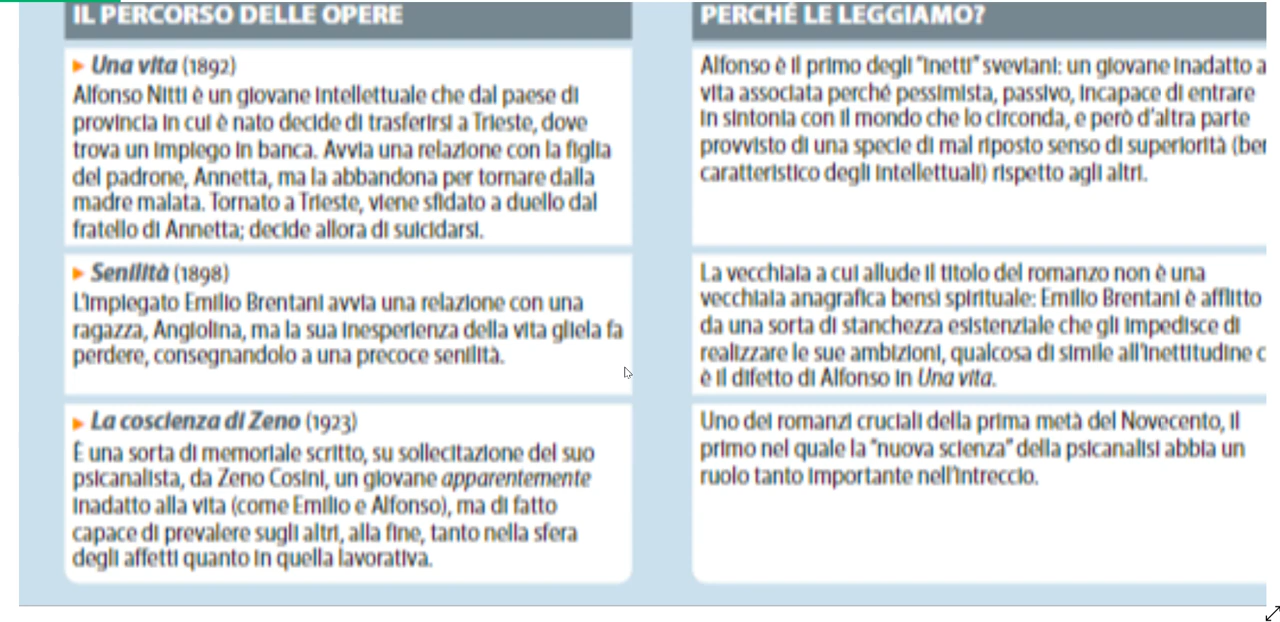 IL PERCORSO DELLE OPERE
▶ Una vita (1892)
Alfonso Nitti è un giovane intellettuale che dal paese di
provincia in cui è nato decide di trasferirsi a Trieste, dove
trova un impiego in banca. Avvia una relazione con la figlia
del padrone, Annetta, ma la abbandona per tornare dalla
madre malata. Tornato a Trieste, viene sfidato a duello dal
fratello di Annetta; decide allora di suicidarsi.
▶ Senilità (1898)
L'impiegato Emilio Brentani avvia una relazione con una
ragazza, Angiolina, ma la sua inesperienza della vita gliela fa
perdere, consegnandolo a una precoce senilità.
▶ La coscienza di Zeno (1923)
È una sorta di memoriale scritto, su sollecitazione del suo
psicanalista, da Zeno Cosini, un giovane apparentemente
inadatto alla vita (come Emilio e Alfonso), ma di fatto
capace di prevalere sugli altri, alla fine, tanto nella sfera
degli affetti quanto in quella lavorativa.
PERCHÉ LE LEGGIAMO?
Alfonso è il primo degli "inetti" sveviani: un giovane inadatto a
vita associata perché pessimista, passivo, incapace di entrare
in sintonia con il mondo che lo circonda, e però d'altra parte
provvisto di una specie di mal riposto senso di superiorità (ber
caratteristico degli intellettuali) rispetto agli altri.
La vecchiaia a cui allude il titolo del romanzo non è una
vecchiaia anagrafica bensì spirituale: Emilio Brentani è afflitto
da una sorta di stanchezza esistenziale che gli impedisce di
realizzare le sue ambizioni, qualcosa di simile all'inettitudine c
è il difetto di Alfonso in Una vita.
Uno dei romanzi cruciali della prima metà del Novecento, il
primo nel quale la "nuova scienza" della psicanalisi abbia un
ruolo tanto importante nell'intreccio.